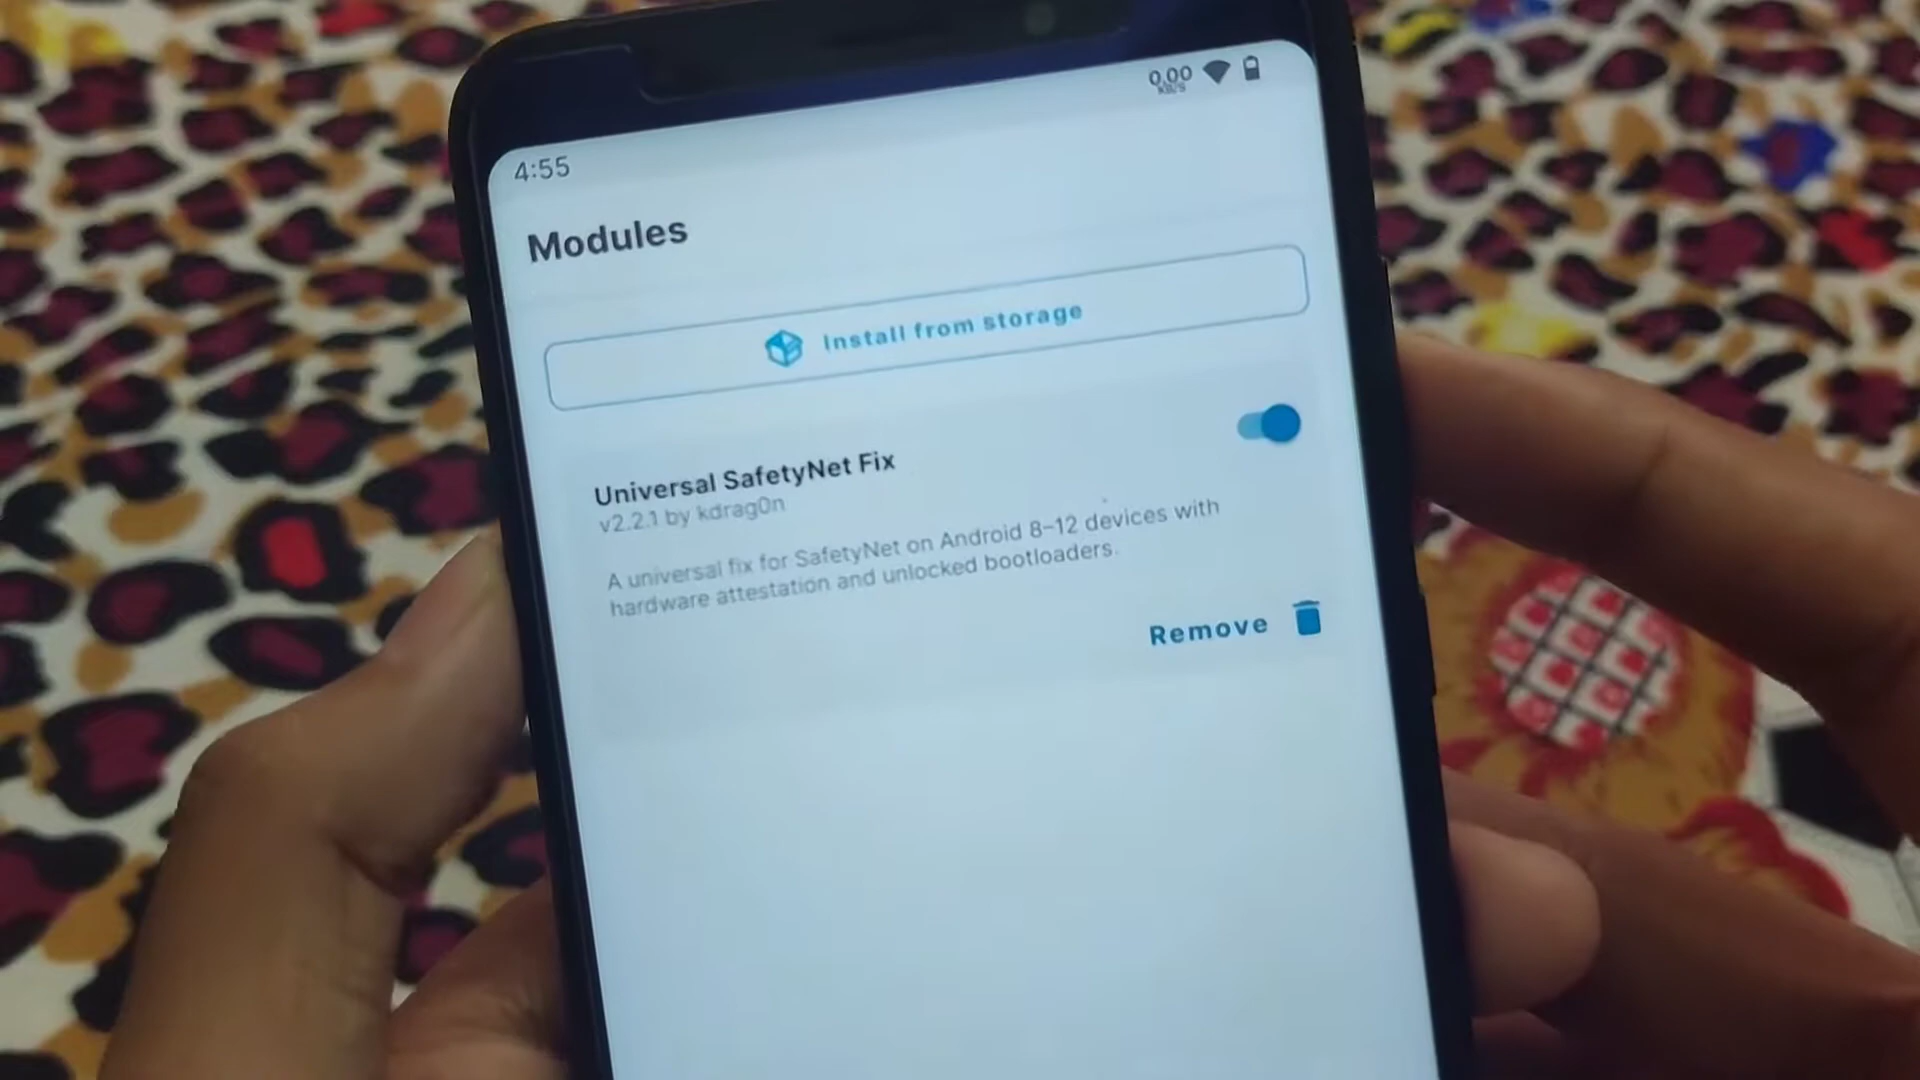 4:55
0.00
KB/S
Modules
Install from storage
Universal SafetyNet Fix
v2.2.1 by kdrag0n
A universal fix for SafetyNet on Android 8–12 devices with
hardware attestation and unlocked bootloaders.
Remove